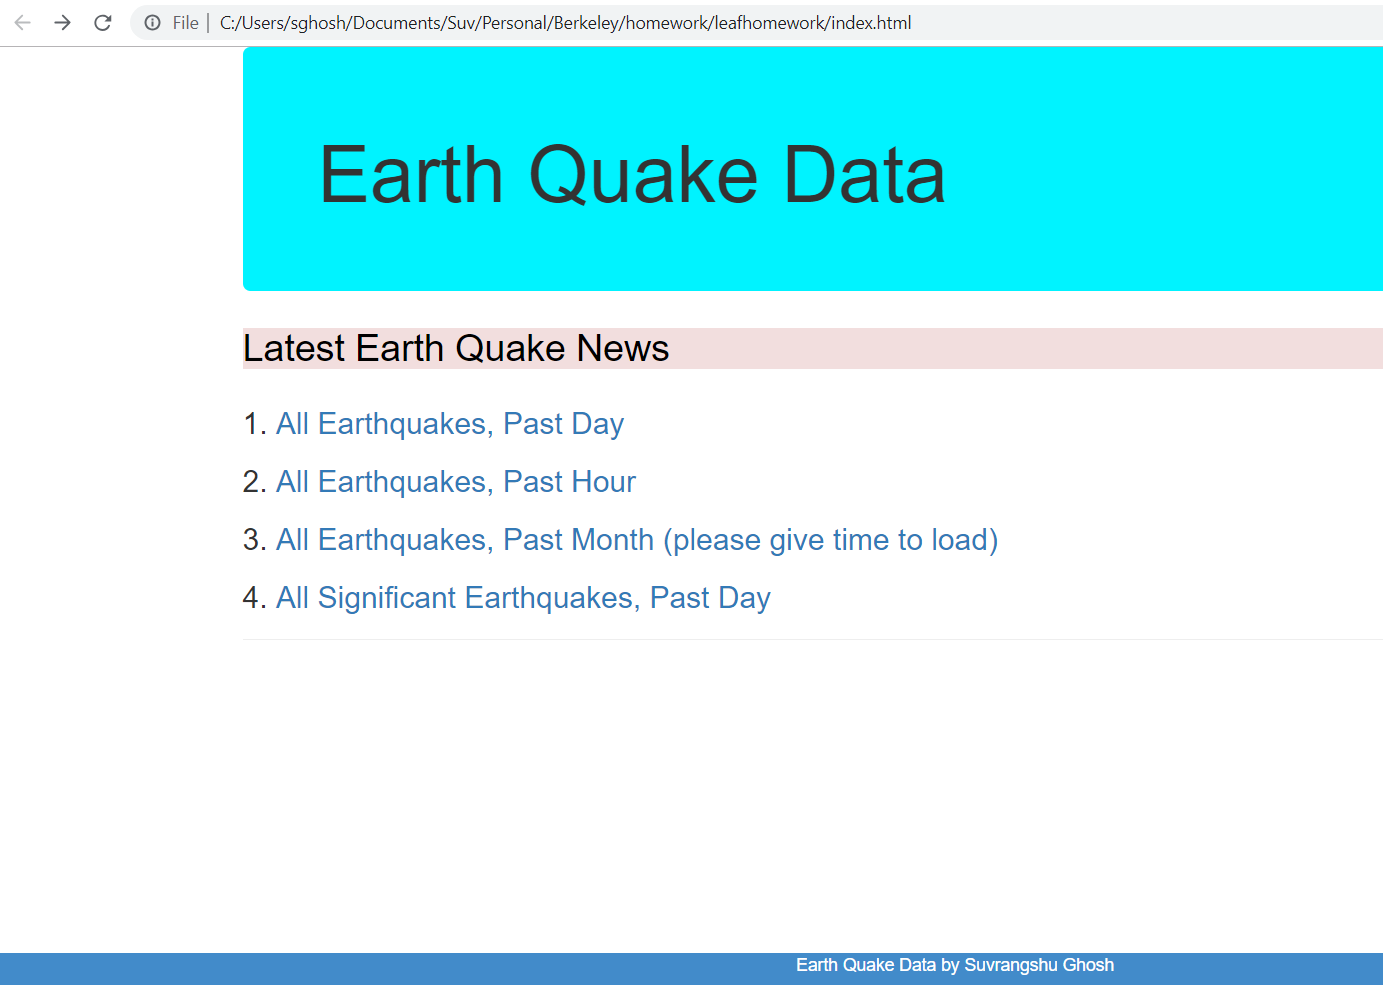 File | C:/Users/sghosh/Documents/Suv/Personal/Berkeley/homework/leafhomework/index.html
Earth Quake Data
Latest Earth Quake News
1. All Earthquakes, Past Day
2. All Earthquakes, Past Hour
3. All Earthquakes, Past Month (please give time to load)
4. All Significant Earthquakes, Past Day
Earth Quake Data by Suvrangshu Ghosh